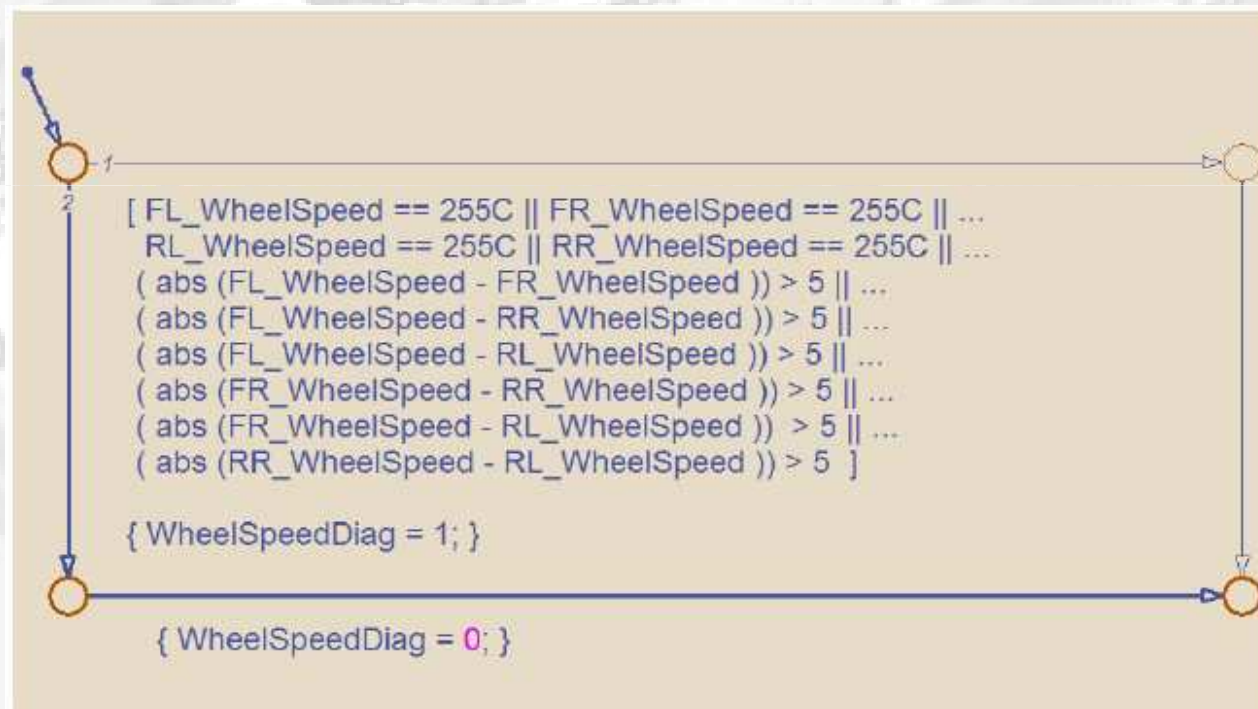 1
2
[ FL_WheelSpeed == 255C || FR_WheelSpeed == 255C || ...
RL_WheelSpeed == 255C || RR_WheelSpeed == 255C || ...
( abs (FL_WheelSpeed - FR_WheelSpeed )) > 5 || ...
( abs (FL_WheelSpeed - RR_WheelSpeed )) > 5 || ...
( abs (FL_WheelSpeed - RL_WheelSpeed )) > 5 || ...
( abs (FR_WheelSpeed - RR_WheelSpeed )) > 5 || ...
( abs (FR_WheelSpeed - RL_WheelSpeed )) > 5 || ...
( abs (RR_WheelSpeed - RL_WheelSpeed )) > 5 ]
{ WheelSpeedDiag = 1; }
{ WheelSpeedDiag = 0; }